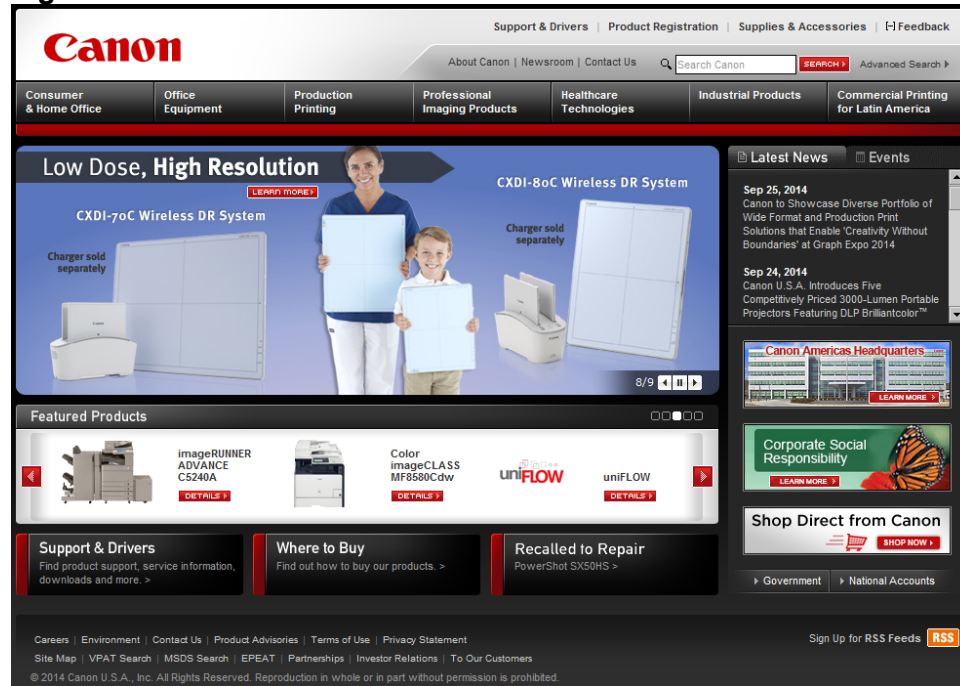 Canon
Support & Drivers | Product Registration | Supplies & Accessories | [-] Feedback
About Canon | Newsroom | Contact Us
Search Canon
SEARCH
Advanced Search
Consumer
& Home Office
Office
Equipment
Production
Printing
Professional
Imaging Products
Healthcare
Technologies
Industrial Products
Commercial Printing
for Latin America
Low Dose, High Resolution
LEARN MORE
CXDI-70C Wireless DR System
Charger sold
separately
CXDI-80C Wireless DR System
Charger sold
separately
8/9
Latest News
Events
Sep 25, 2014
Canon to Showcase Diverse Portfolio of
Wide Format and Production Print
Solutions that Enable 'Creativity Without
Boundaries' at Graph Expo 2014
Sep 24, 2014
Canon U.S.A. Introduces Five
Competitively Priced 3000-Lumen Portable
Projectors Featuring DLP Brilliantcolor™
Canon Americas Headquarters
LEARN MORE
Corporate Social
Responsibility
LEARN MORE
Shop Direct from Canon
SHOP NOW
Government
National Accounts
Featured Products
imageRUNNER
ADVANCE
C5240A
DETAILS
Color
imageCLASS
MF8580Cdw
DETAILS
uniFLOW
uniFLOW
DETAILS
Support & Drivers
Find product support, service information,
downloads and more. >
Where to Buy
Find out how to buy our products. >
Recalled to Repair
PowerShot SX50HS >
Careers | Environment | Contact Us | Product Advisories | Terms of Use | Privacy Statement
Sign Up for RSS Feeds RSS
Site Map | VPAT Search | MSDS Search | EPEAT | Partnerships | Investor Relations | To Our Customers
© 2014 Canon U.S.A., Inc. All Rights Reserved. Reproduction in whole or in part without permission is prohibited.